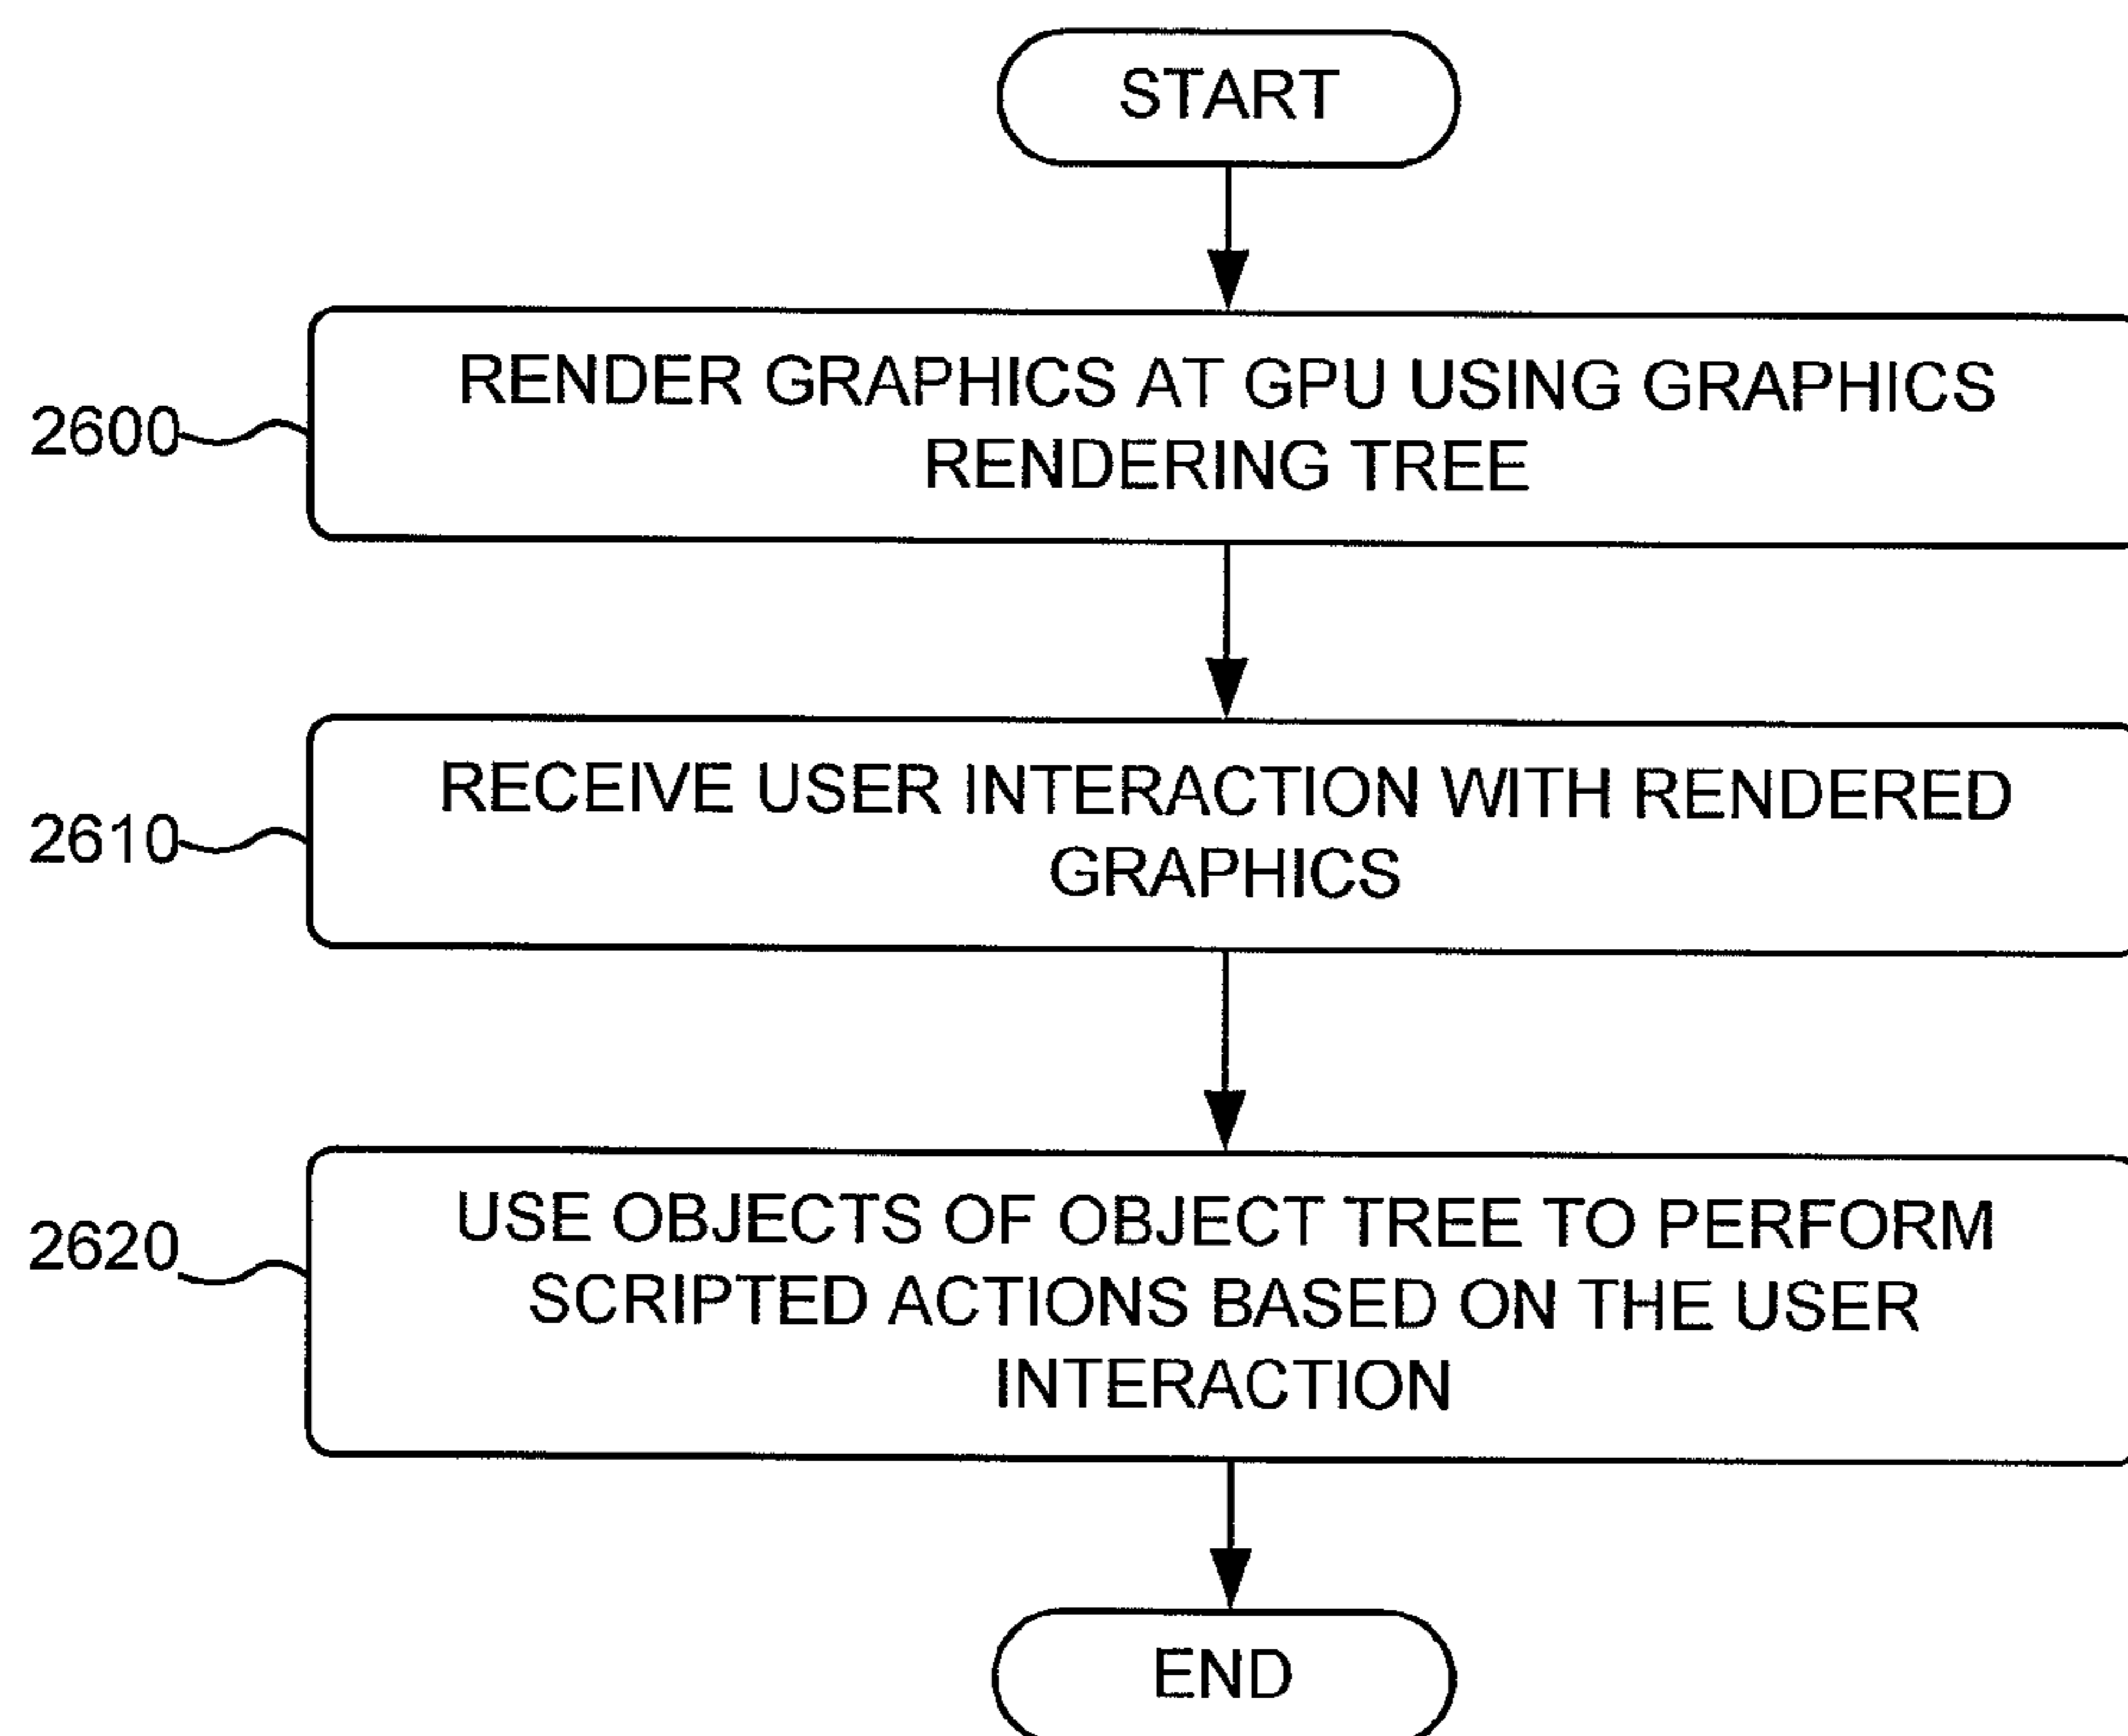 START
2600
RENDER GRAPHICS AT GPU USING GRAPHICS
RENDERING TREE
2610
RECEIVE USER INTERACTION WITH RENDERED
GRAPHICS
2620
USE OBJECTS OF OBJECT TREE TO PERFORM
SCRIPTED ACTIONS BASED ON THE USER
INTERACTION
END